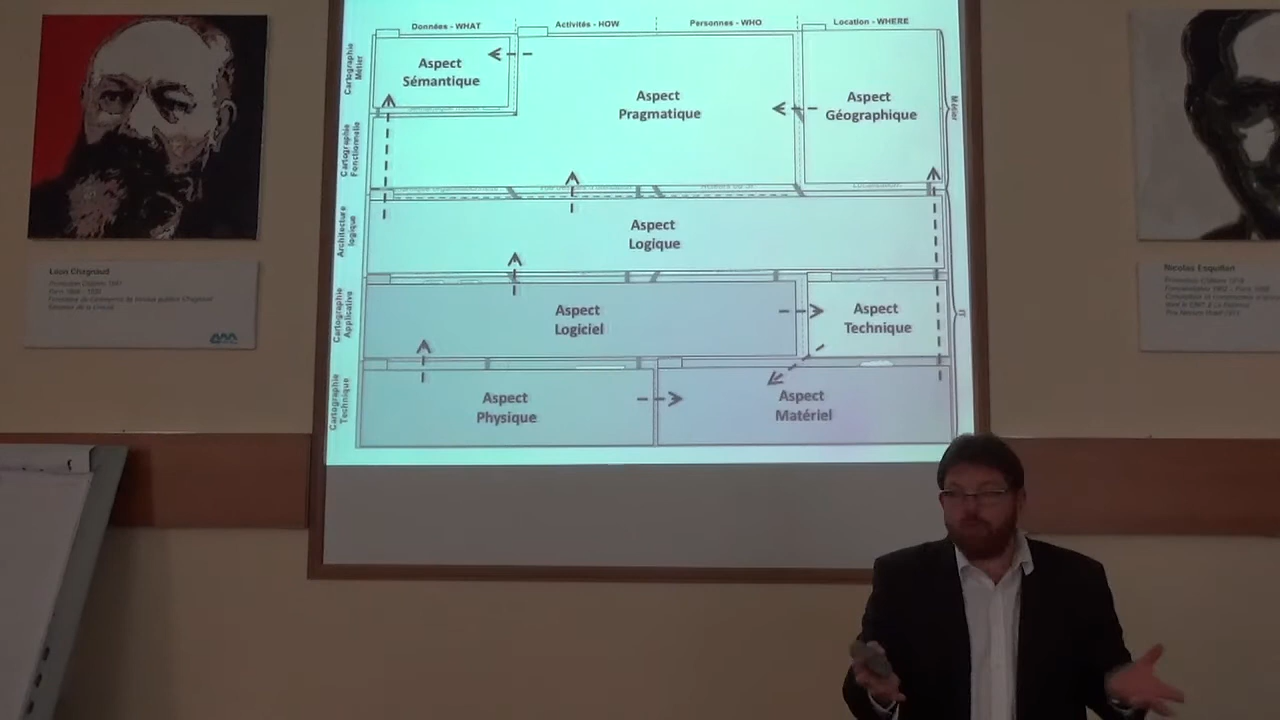 Données - WHAT
Activités - HOW
Personnes - WHO
Location - WHERE
Cartographie
Métier
Aspect
Sémantique
Aspect
Pragmatique
Aspect
Géographique
Métier
Cartographie
Fonctionnelle
Architecture
logique
Aspect
Logique
Cartographie
Applicative
Aspect
Logiciel
Aspect
Technique
IT
Cartographie
Technique
Aspect
Physique
Aspect
Matériel
Louis Chagnaud
Nicolas Esquillan